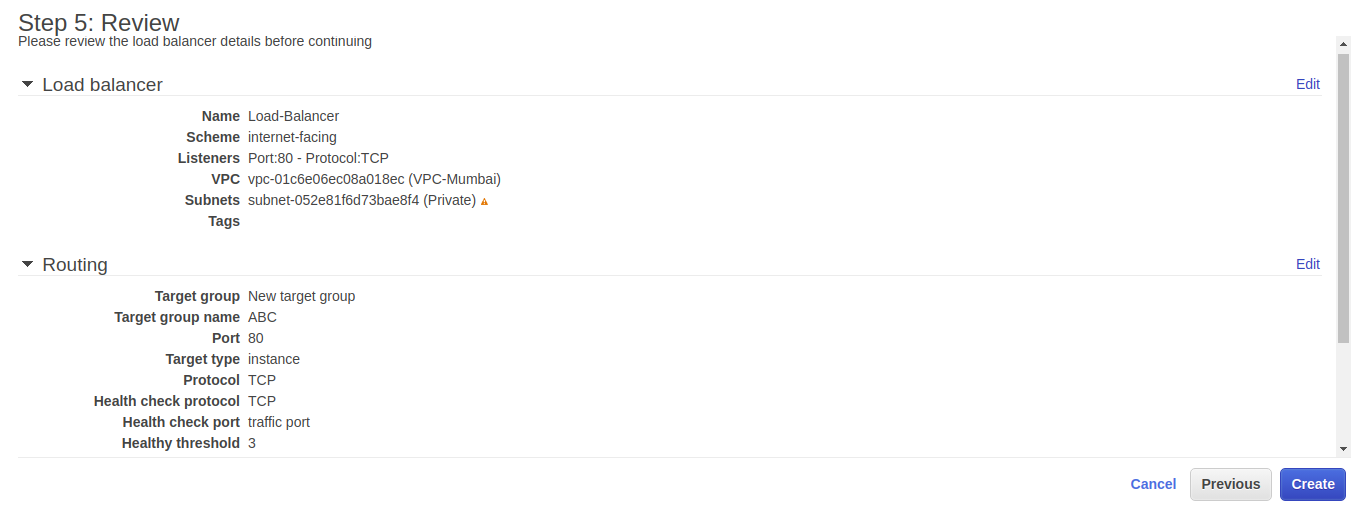 Step 5: Review
Please review the load balancer details before continuing
Load balancer Edit
Name Load-Balancer
Scheme internet-facing
Listeners Port:80 - Protocol:TCP
VPC vpc-01c6e06ec08a018ec (VPC-Mumbai)
Subnets subnet-052e81f6d73bae8f4 (Private)
Tags
Routing Edit
Target group New target group
Target group name ABC
Port 80
Target type instance
Protocol TCP
Health check protocol TCP
Health check port traffic port
Healthy threshold 3
Cancel Previous Create